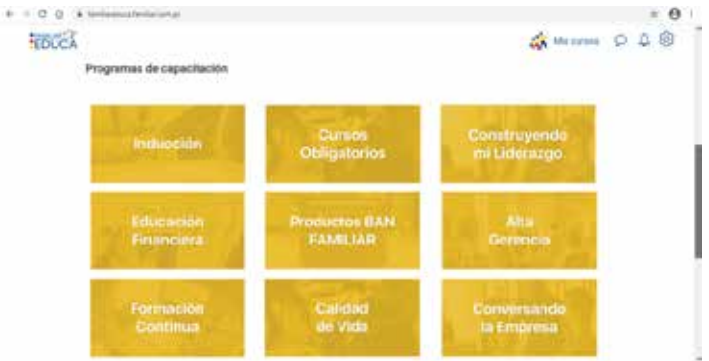 EDUCA
Mis cursos
Programas de capacitación
Inducción
Cursos
Obligatorios
Construyendo
mi Liderazgo
Educación
Financiera
Productos BAN
FAMILIAR
Alta
Gerencia
Formación
Continua
Calidad
de Vida
Conversando
la Empresa